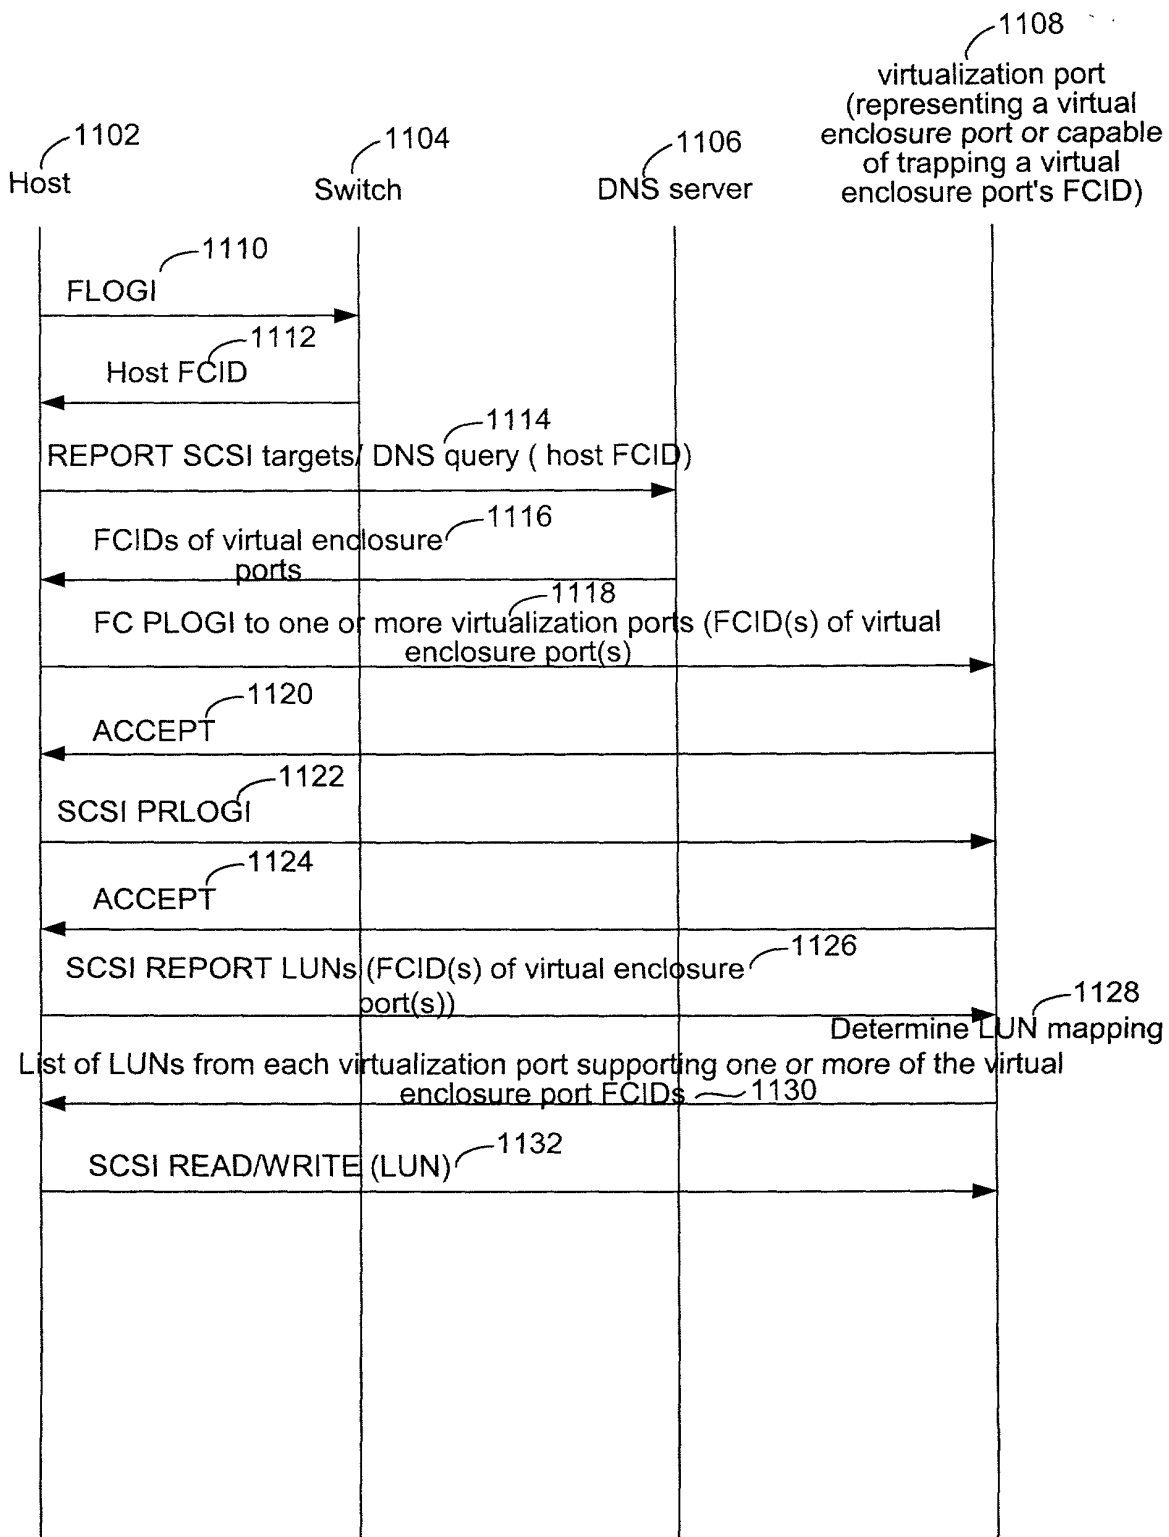 1108
virtualization port
(representing a virtual
enclosure port or capable
of trapping a virtual
enclosure port's FCID)
1102
Host
1104
Switch
1106
DNS server
1110
FLOGI
1112
Host FCID
1114
REPORT SCSI targets/ DNS query ( host FCID)
1116
FCIDs of virtual enclosure
ports
1118
FC PLOGI to one or more virtualization ports (FCID(s) of virtual
enclosure port(s)
1120
ACCEPT
1122
SCSI PRLOGI
1124
ACCEPT
1126
SCSI REPORT LUNs (FCID(s) of virtual enclosure
port(s))
1128
Determine LUN mapping
List of LUNs from each virtualization port supporting one or more of the virtual
enclosure port FCIDs 1130
1132
SCSI READ/WRITE (LUN)